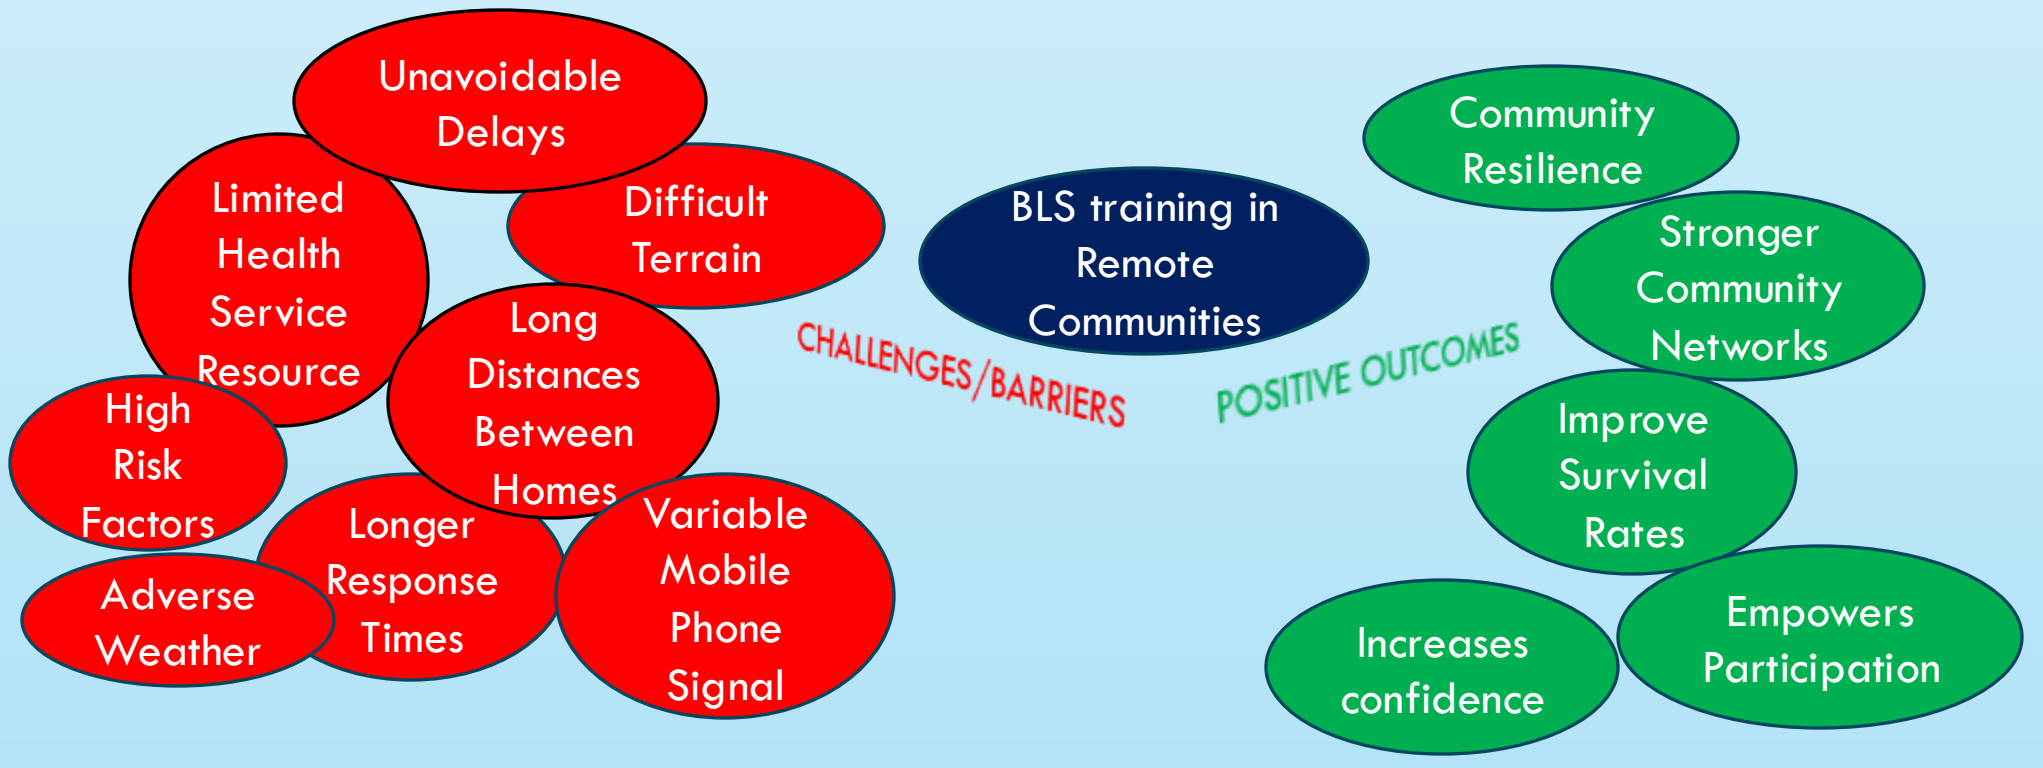 Unavoidable
Delays
Limited
Health
Service
Resource
Difficult
Terrain
Long
Distances
Between
Homes
High
Risk
Factors
Longer
Response
Times
Adverse
Weather
Variable
Mobile
Phone
Signal
BLS training in
Remote
Communities
CHALLENGES/BARRIERS
POSITIVE OUTCOMES
Community
Resilience
Stronger
Community
Networks
Improve
Survival
Rates
Empowers
Participation
Increases
confidence